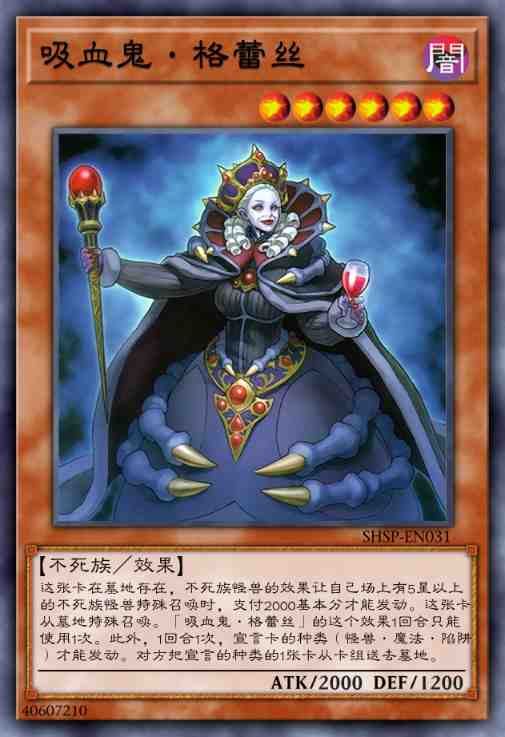 吸血鬼·格蕾丝
闇
SHSP-EN031
【不死族／效果】
这张卡在墓地存在，不死族怪兽的效果让自己场上有5星以上
的不死族怪兽特殊召唤时，支付2000基本分才能发动。这张卡
从墓地特殊召唤。「吸血鬼·格蕾丝」的这个效果1回合只能
使用1次。此外，1回合1次，宣言卡的种类（怪兽·魔法·陷阱
）才能发动。对方把宣言的种类的1张卡从卡组送去墓地。
ATK/2000 DEF/1200
40607210